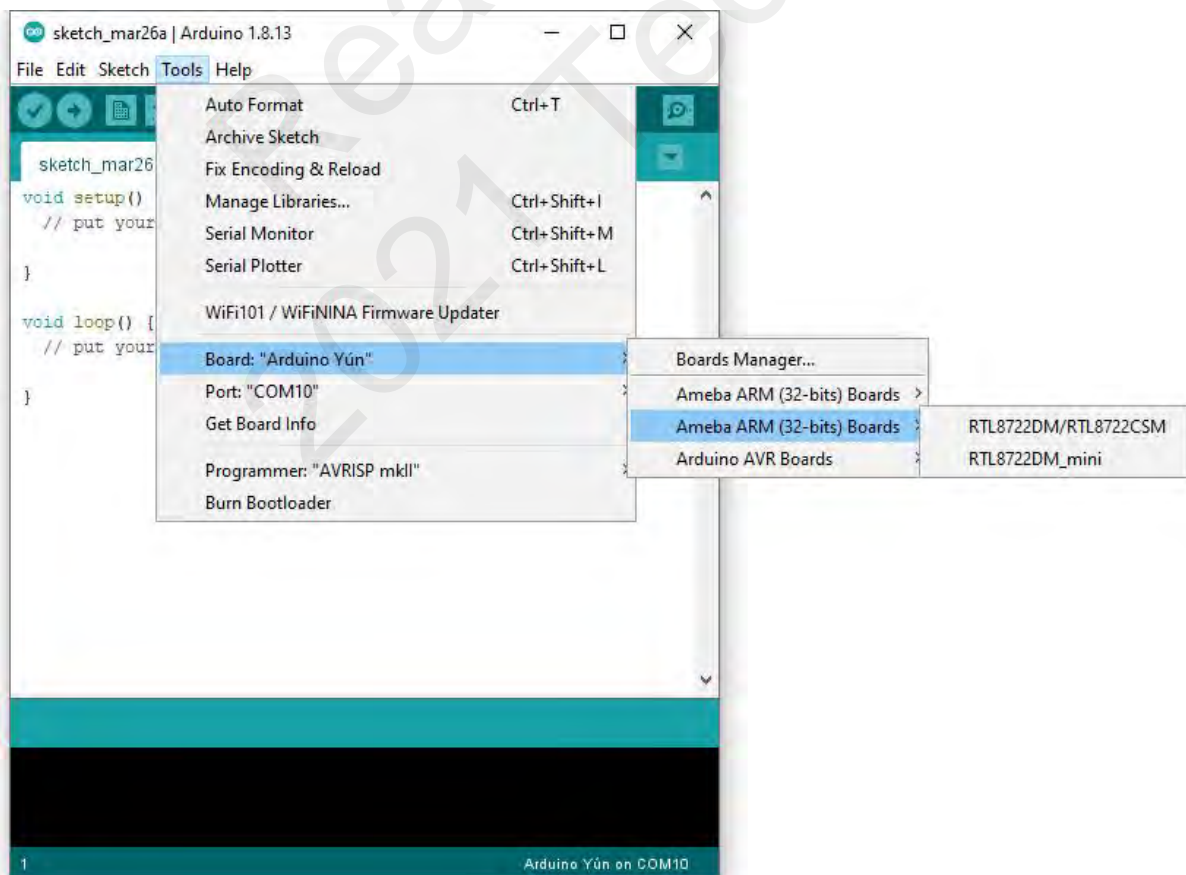 sketch_mar26a | Arduino 1.8.13
File Edit Sketch Tools Help
Auto Format Ctrl+T
Archive Sketch
Fix Encoding & Reload
Manage Libraries... Ctrl+Shift+I
Serial Monitor Ctrl+Shift+M
Serial Plotter Ctrl+Shift+L
WiFi101 / WiFiNINA Firmware Updater
Board: "Arduino Yún"
Port: "COM10"
Get Board Info
Programmer: "AVRISP mkII"
Burn Bootloader
sketch_mar26
void setup()
// put your
}
void loop() {
// put your
}
Boards Manager...
Ameba ARM (32-bits) Boards
Ameba ARM (32-bits) Boards
Arduino AVR Boards
RTL8722DM/RTL8722CSM
RTL8722DM_mini
1 Arduino Yún on COM10
2021